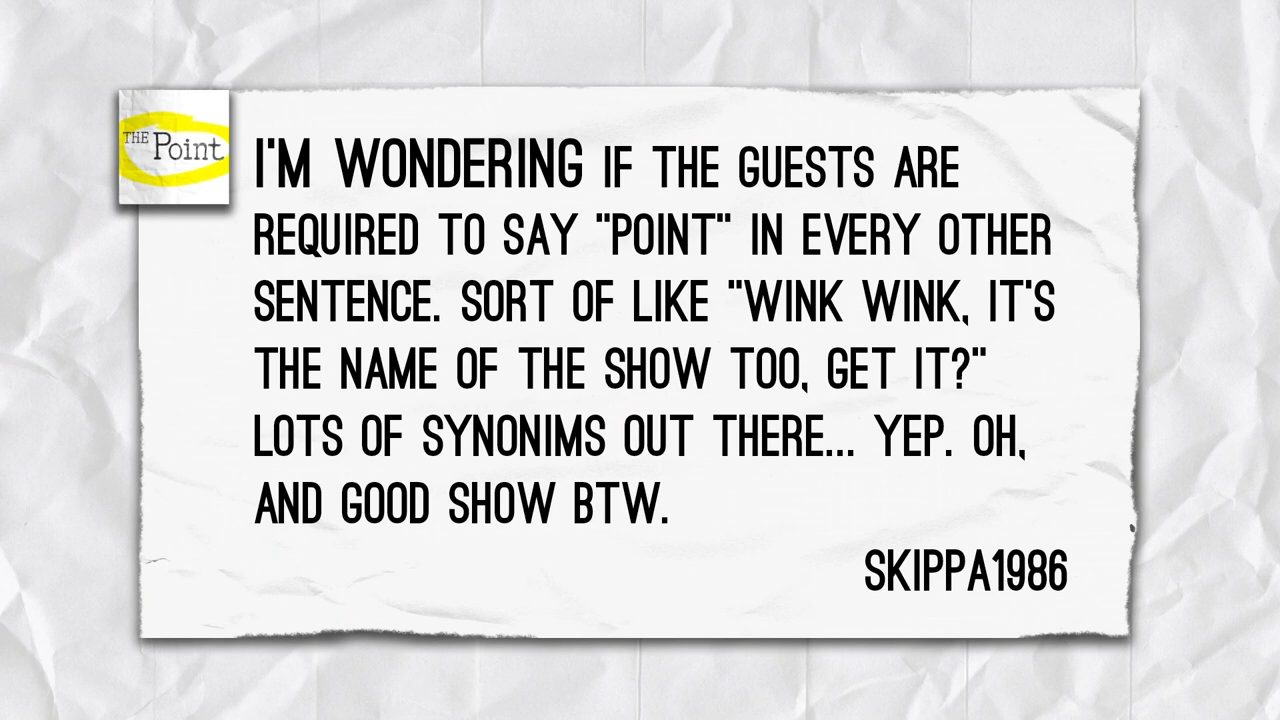 THE Point
I'M WONDERING IF THE GUESTS ARE
REQUIRED TO SAY "POINT" IN EVERY OTHER
SENTENCE. SORT OF LIKE "WINK WINK, IT'S
THE NAME OF THE SHOW TOO, GET IT?"
LOTS OF SYNONIMS OUT THERE... YEP. OH,
AND GOOD SHOW BTW.
SKIPPA1986